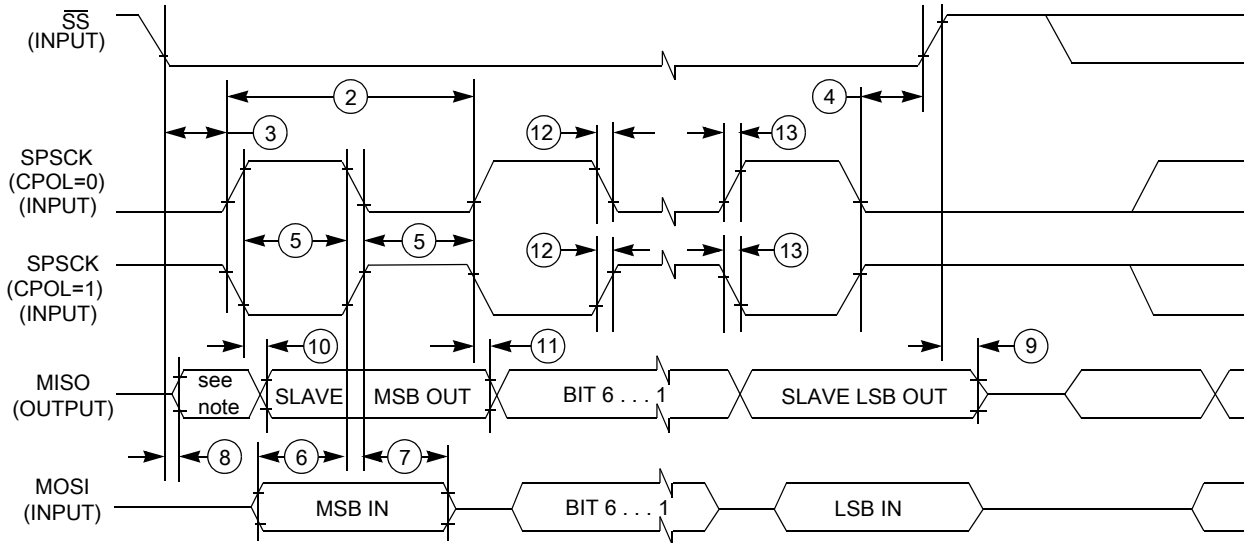 SS
(INPUT)
2
4
3
12
13
SPSCK
(CPOL=0)
(INPUT)
5
5
SPSCK
(CPOL=1)
(INPUT)
12
13
10
11
9
MISO
(OUTPUT)
see
note
SLAVE
MSB OUT
BIT 6 . . . 1
SLAVE LSB OUT
8
6
7
MOSI
(INPUT)
MSB IN
BIT 6 . . . 1
LSB IN